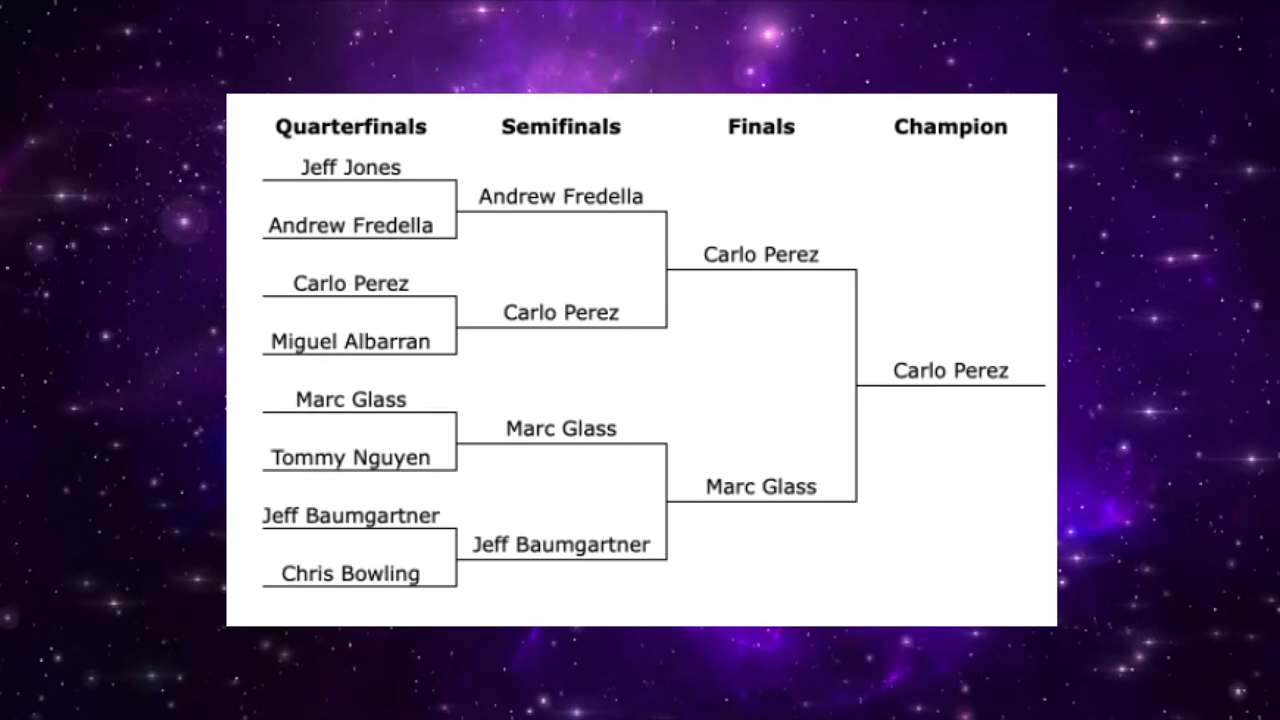 Quarterfinals Semifinals Finals Champion
Jeff Jones
Andrew Fredella
Andrew Fredella
Carlo Perez
Carlo Perez
Carlo Perez
Miguel Albarran
Carlo Perez
Marc Glass
Marc Glass
Tommy Nguyen
Marc Glass
Jeff Baumgartner
Jeff Baumgartner
Chris Bowling